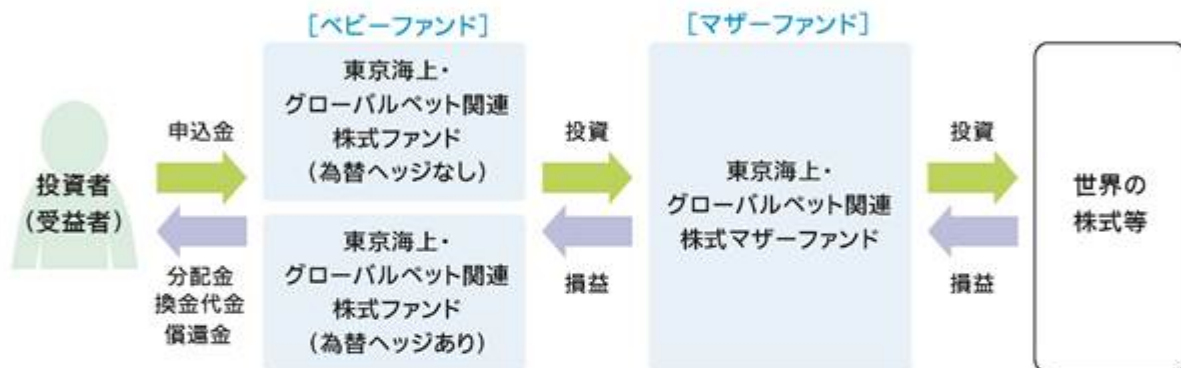 [ベビーファンド]
[マザーファンド]
投資者
(受益者)
申込金
分配金
換金代金
償還金
東京海上・
グローバルペット関連
株式ファンド
(為替ヘッジなし)
東京海上・
グローバルペット関連
株式ファンド
(為替ヘッジあり)
投資
損益
東京海上・
グローバルペット関連
株式マザーファンド
投資
損益
世界の
株式等